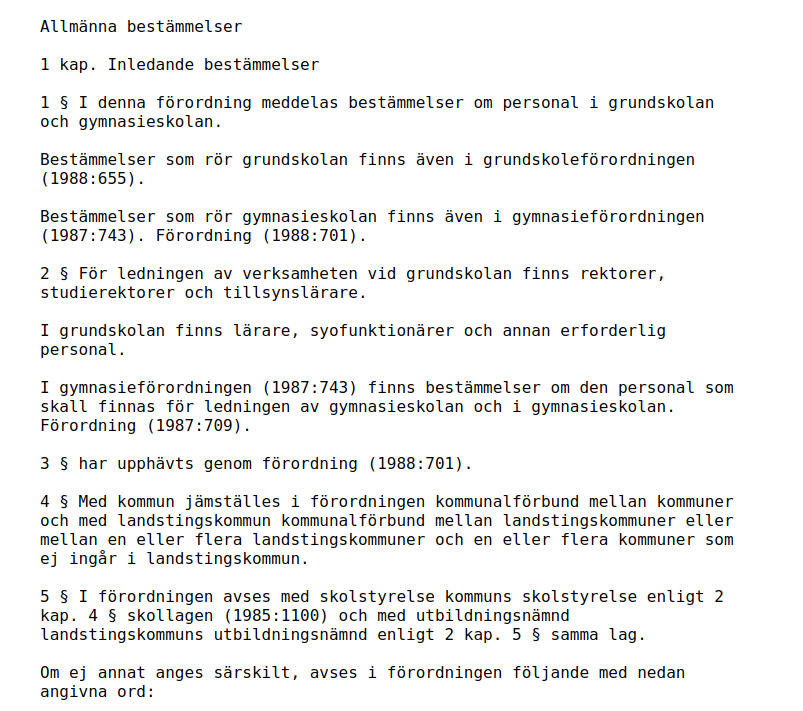 Allmänna bestämmelser
1 kap. Inledande bestämmelser
1 § I denna förordning meddelas bestämmelser om personal i grundskolan
och gymnasieskolan.
Bestämmelser som rör grundskolan finns även i grundskoleförordningen
(1988:655).
Bestämmelser som rör gymnasieskolan finns även i gymnasieförordningen
(1987:743). Förordning (1988:701).
2 § För ledningen av verksamheten vid grundskolan finns rektorer,
studierektorer och tillsynslärare.
I grundskolan finns lärare, syofunktionärer och annan erforderlig
personal.
I gymnasieförordningen (1987:743) finns bestämmelser om den personal som
skall finnas för ledningen av gymnasieskolan och i gymnasieskolan.
Förordning (1987:709).
3 § har upphävts genom förordning (1988:701).
4 § Med kommun jämställes i förordningen kommunalförbund mellan kommuner
och med landstingskommun kommunalförbund mellan landstingskommuner eller
mellan en eller flera landstingskommuner och en eller flera kommuner som
ej ingår i landstingskommun.
5 § I förordningen avses med skolstyrelse kommuns skolstyrelse enligt 2
kap. 4 § skollagen (1985:1100) och med utbildningsnämnd
landstingskommuns utbildningsnämnd enligt 2 kap. 5 § samma lag.
Om ej annat anges särskilt, avses i förordningen följande med nedan
angivna ord: